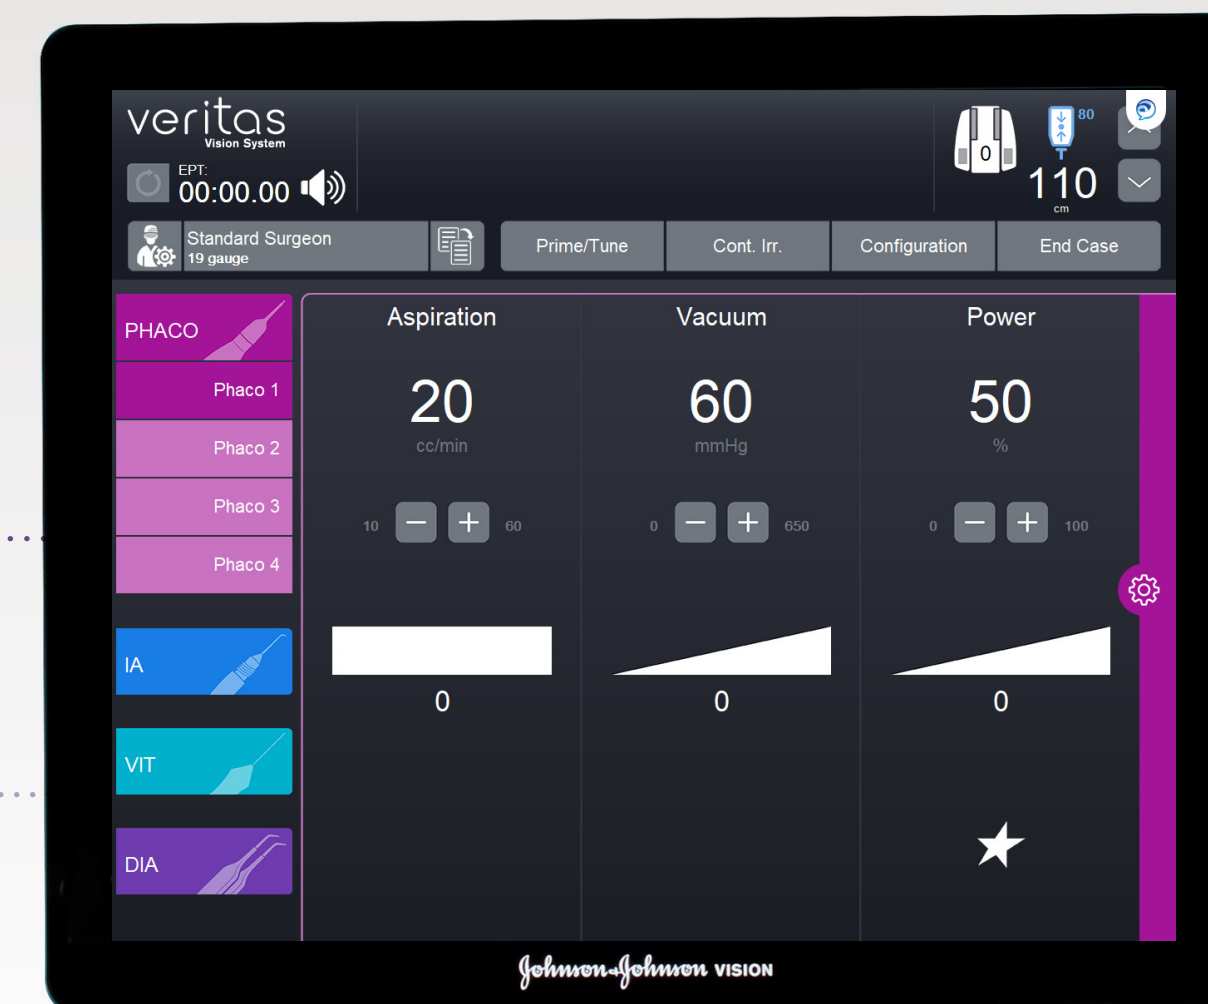 veritas
Vision System
EPT:
00:00.00
0
80
110
cm
Standard Surgeon
19 gauge
Prime/Tune
Cont. Irr.
Configuration
End Case
PHACO
Phaco 1
Phaco 2
Phaco 3
Phaco 4
IA
VIT
DIA
Aspiration
20
cc/min
10 − + 60
0
Vacuum
60
mmHg
0 − + 650
0
Power
50
%
0 − + 100
0
Johnson & Johnson VISION